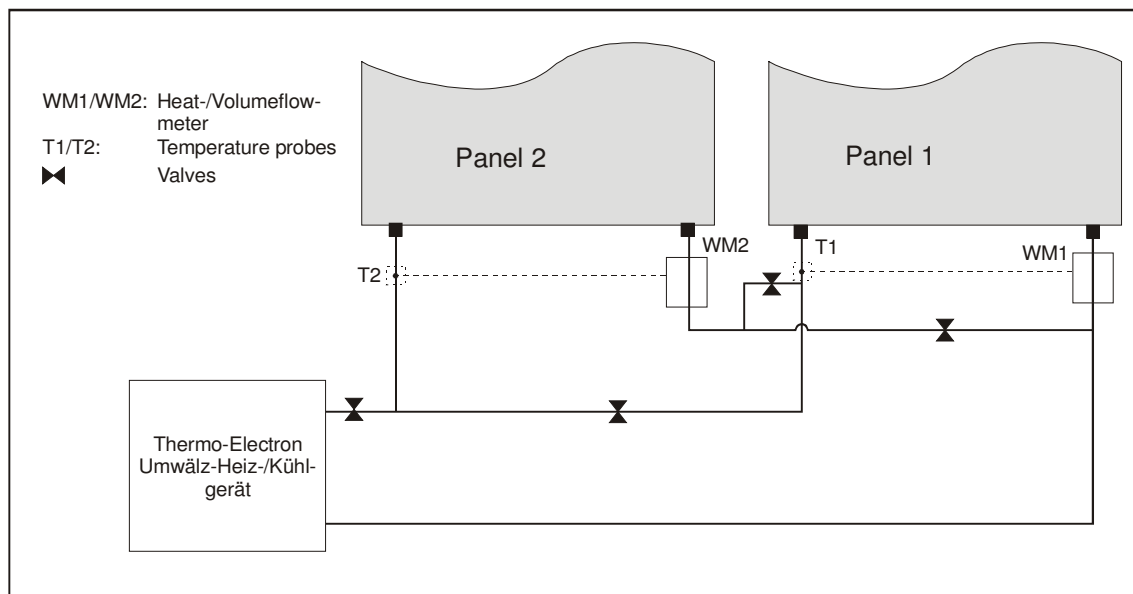 WM1/WM2: Heat-/Volumeflow-
meter
T1/T2: Temperature probes
Valves
Panel 2
Panel 1
WM2
T1
WM1
T2
Thermo-Electron
Umwälz-Heiz-/Kühl-
gerät